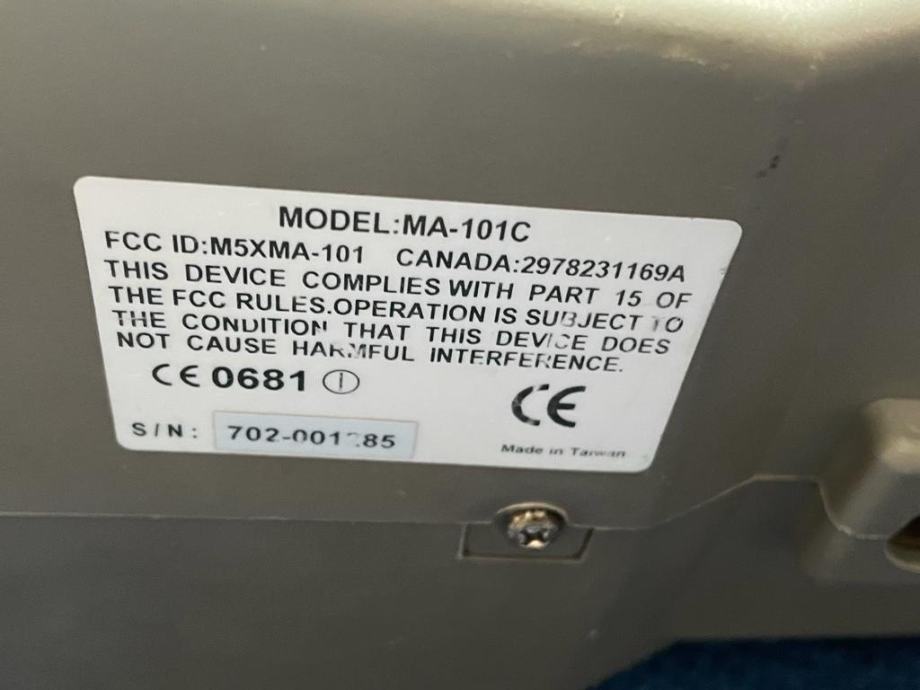 MODEL:MA-101C
FCC ID:M5XMA-101 CANADA:2978231169A
THIS DEVICE COMPLIES WITH PART 15 OF
THE FCC RULES.OPERATION IS SUBJECT TO
THE CONDITION THAT THIS DEVICE DOES
NOT CAUSE HARMFUL INTERFERENCE.
CE 0681
CE
S/N:
Made in Taiwan